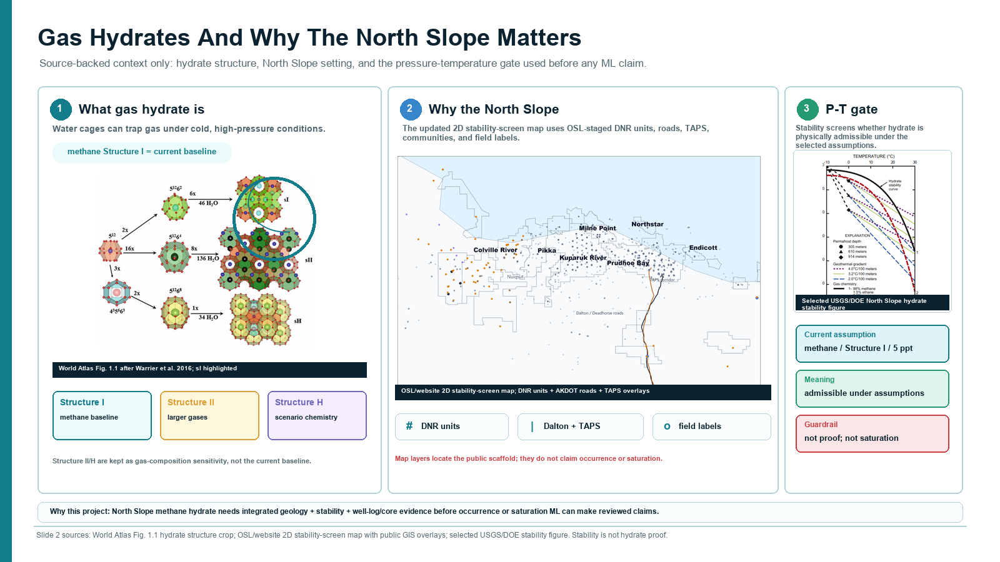 Gas Hydrates And Why The North Slope Matters
Source-backed context only: hydrate structure, North Slope setting, and the pressure-temperature gate used before any ML claim.
1
What gas hydrate is
Water cages can trap gas under cold, high-pressure conditions.
methane Structure I = current baseline
5¹²6²
6x
46 H₂O
sI
2x
5¹²
5¹²6⁴
16x
8x
136 H₂O
sII
3x
5¹²6⁸
2x
1x
4³5⁶6³
34 H₂O
sH
World Atlas Fig. 1.1 after Warrier et al. 2016; sI highlighted
Structure I
methane baseline
Structure II
larger gases
Structure H
scenario chemistry
Structure II/H are kept as gas-composition sensitivity, not the current baseline.
2
Why the North Slope
The updated 2D stability-screen map uses OSL-staged DNR units, roads, TAPS,
communities, and field labels.
Northstar
Milne Point
Endicott
Colville River
Pikka
Kuparuk River
Prudhoe Bay
Nuiqsut
TAPS corridor
Dalton / Deadhorse roads
OSL/website 2D stability-screen map; DNR units + AKDOT roads + TAPS overlays
# DNR units
| Dalton + TAPS
o field labels
Map layers locate the public scaffold; they do not claim occurrence or saturation.
3
P-T gate
Stability screens whether hydrate is
physically admissible under the
selected assumptions.
TEMPERATURE (°C)
-10 0 10 20 30
Hydrate
stability
curve
0
0
0
0
0
1
EXPLANATION
Permafrost depth
305 meters
610 meters
914 meters
Geothermal gradient
4.0°C/100 meters
3.2°C/100 meters
2.0°C/100 meters
Gas chemistry
1- 98% methane
1.5% ethane
2
Selected USGS/DOE North Slope hydrate
stability figure
Current assumption
methane / Structure I / 5 ppt
Meaning
admissible under assumptions
Guardrail
not proof; not saturation
Why this project: North Slope methane hydrate needs integrated geology + stability + well-log/core evidence before occurrence or saturation ML can make reviewed claims.
Slide 2 sources: World Atlas Fig. 1.1 hydrate structure crop; OSL/website 2D stability-screen map with public GIS overlays; selected USGS/DOE stability figure. Stability is not hydrate proof.